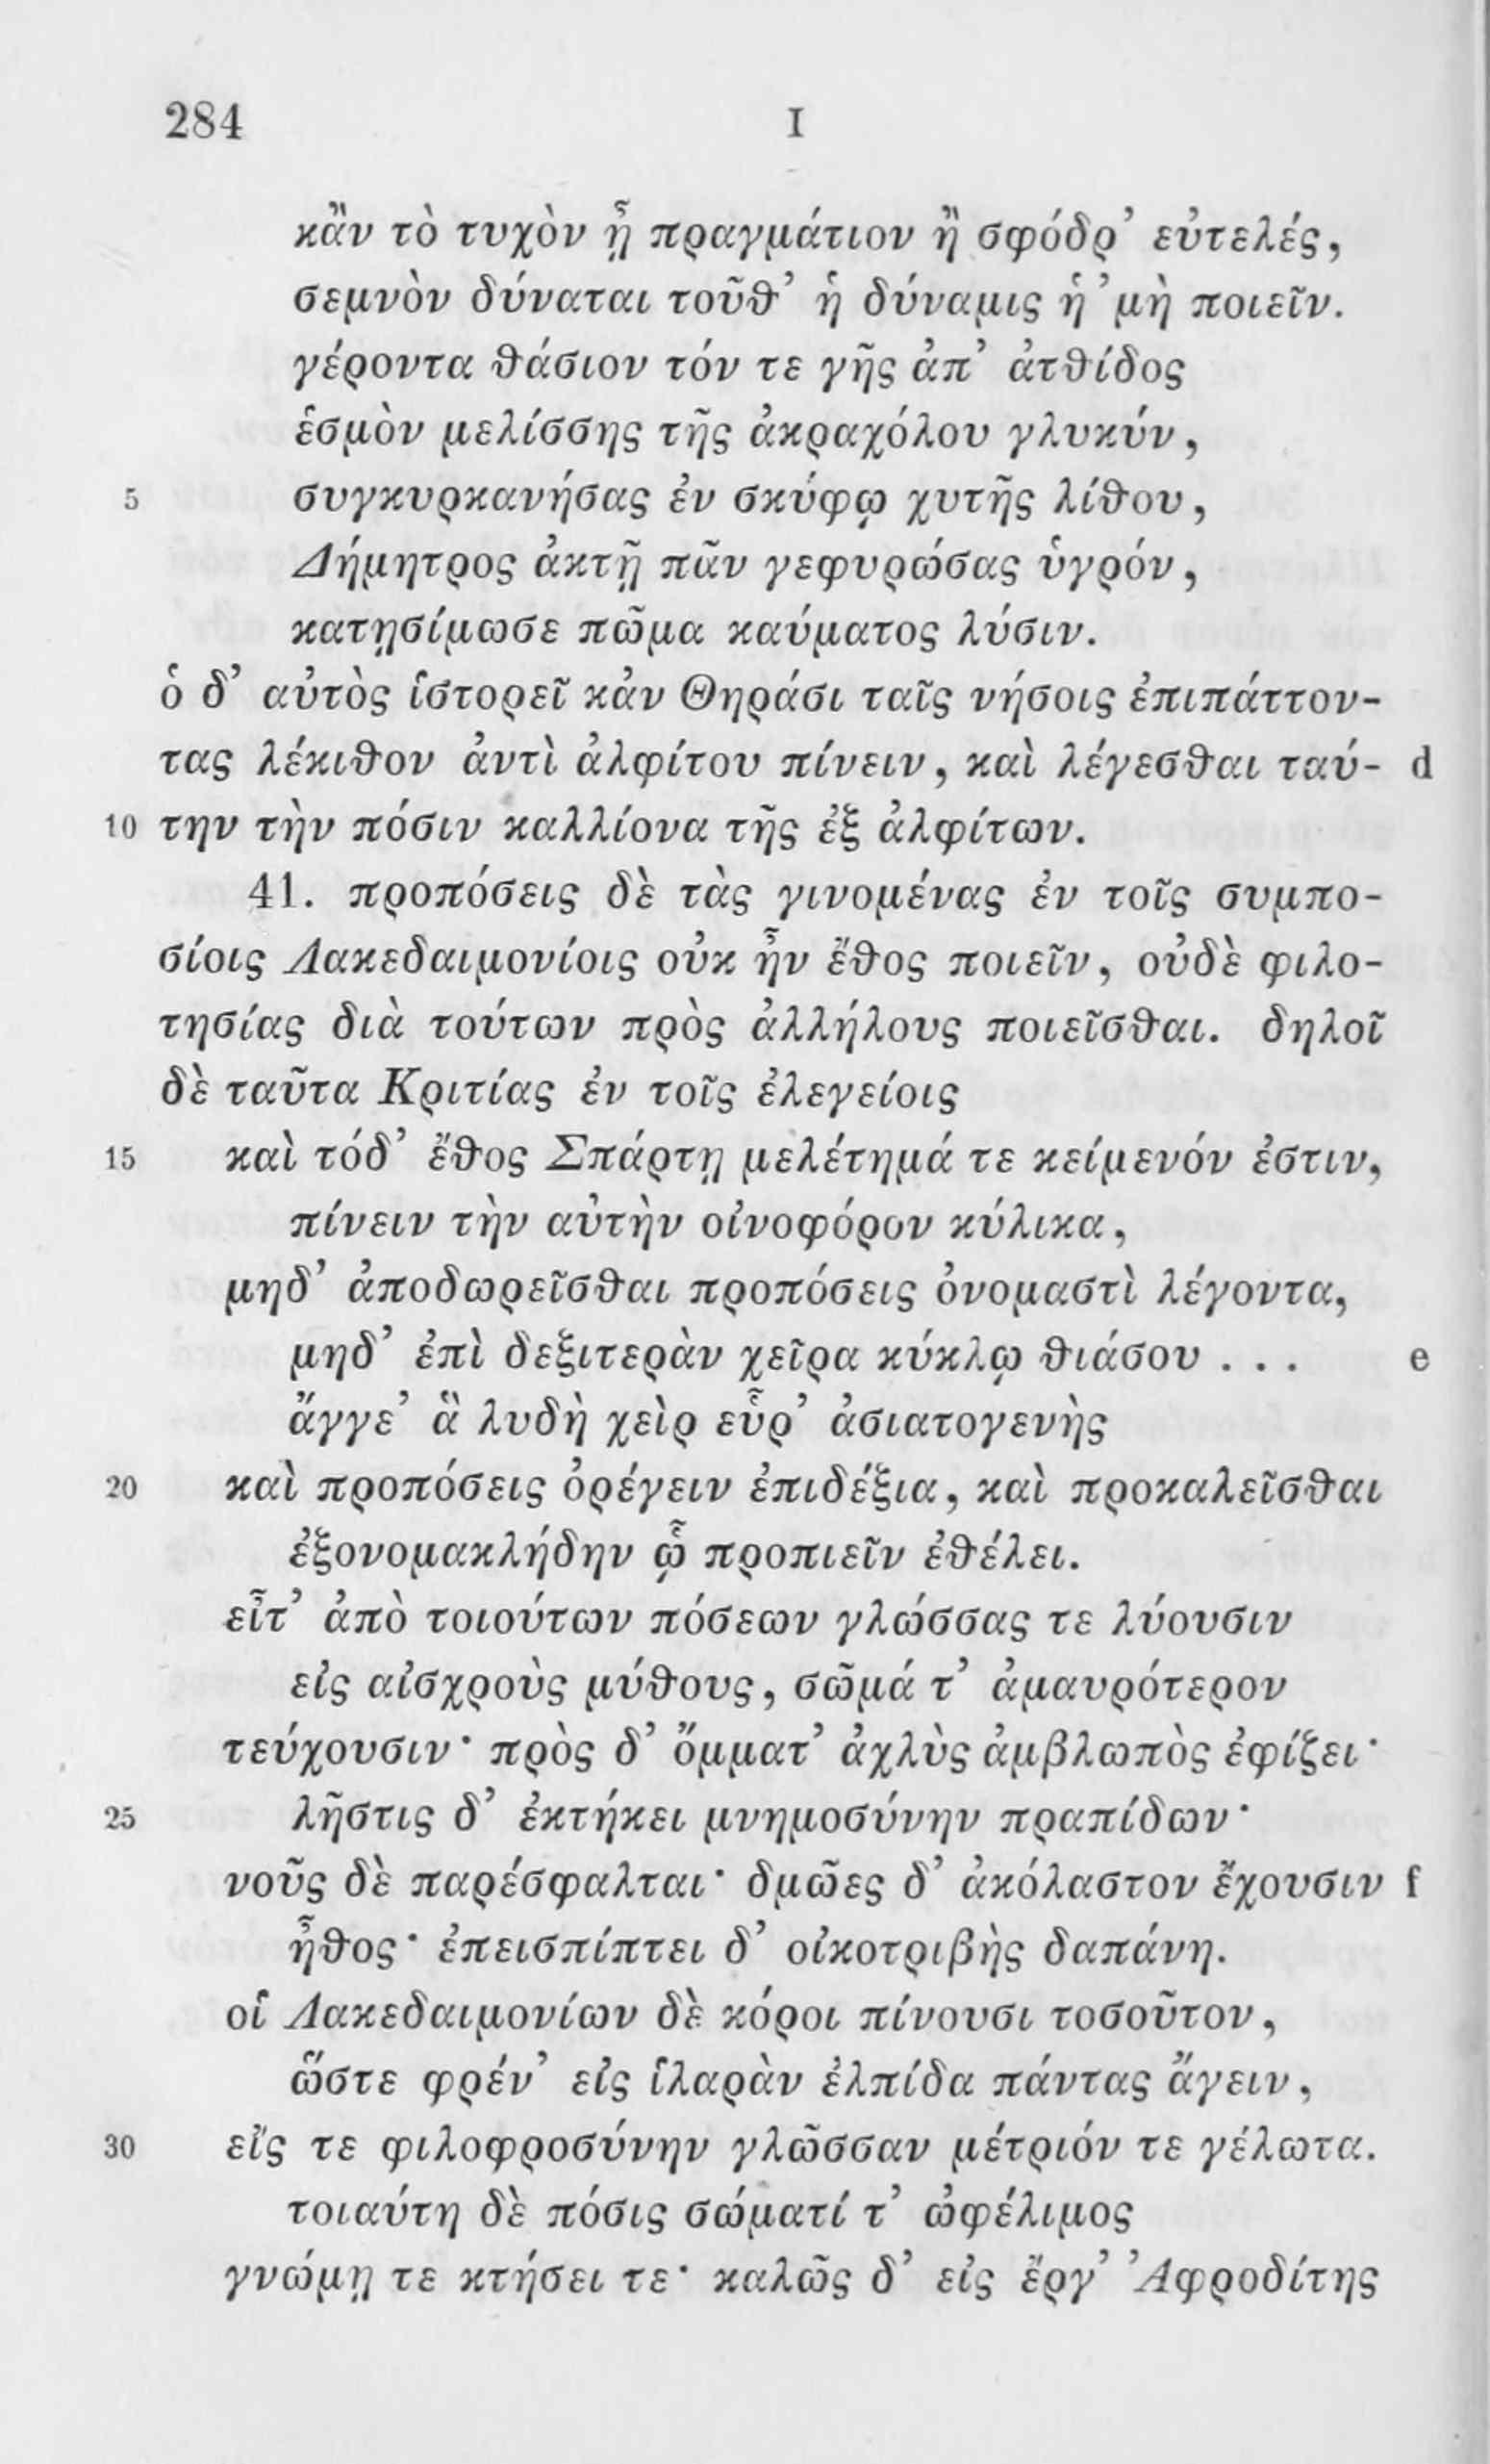 284 I
κἂν τὸ τυχὸν ᾖ πραγμάτιον ἢ σφόδρ’ εὐτελές,
σεμνὸν δύναται τοῦθ’ ἡ δύναμις ἡ ’μὴ ποιεῖν.
γέροντα θάσιον τόν τε γῆς ἀπ’ ἀτθίδος
ἑσμὸν μελίσσης τῆς ἀκραχόλου γλυκύν,
5 συγκυρκανήσας ἐν σκύφῳ χυτῆς λίθου,
Δήμητρος ἀκτῇ πᾶν γεφυρώσας ὑγρόν,
κατῃσίμωσε πῶμα καύματος λύσιν.
ὁ δ’ αὐτὸς ἱστορεῖ κἀν Θηράσι ταῖς νήσοις ἐπιπάττον-
τας λέκιθον ἀντὶ ἀλφίτου πίνειν, καὶ λέγεσθαι ταύ- d
10 την τὴν πόσιν καλλίονα τῆς ἐξ ἀλφίτων.
41. προπόσεις δὲ τὰς γινομένας ἐν τοῖς συμπο-
σίοις Λακεδαιμονίοις οὐκ ἦν ἔθος ποιεῖν, οὐδὲ φιλο-
τησίας διὰ τούτων πρὸς ἀλλήλους ποιεῖσθαι. δηλοῖ
δὲ ταῦτα Κριτίας ἐν τοῖς ἐλεγείοις
15 καὶ τόδ’ ἔθος Σπάρτῃ μελέτημά τε κείμενόν ἐστιν,
πίνειν τὴν αὐτὴν οἰνοφόρον κύλικα,
μηδ’ ἀποδωρεῖσθαι προπόσεις ὀνομαστὶ λέγοντα,
μηδ’ ἐπὶ δεξιτερὰν χεῖρα κύκλῳ θιάσου . . . e
ἄγγε’ ἃ λυδὴ χεὶρ εὗρ’ ἀσιατογενὴς
20 καὶ προπόσεις ὀρέγειν ἐπιδέξια, καὶ προκαλεῖσθαι
ἐξονομακλήδην ᾧ προπιεῖν ἐθέλει.
εἶτ’ ἀπὸ τοιούτων πόσεων γλώσσας τε λύουσιν
εἰς αἰσχροὺς μύθους, σῶμά τ’ ἀμαυρότερον
τεύχουσιν· πρὸς δ’ ὄμματ’ ἀχλὺς ἀμβλωπὸς ἐφίζει·
25 λῆστις δ’ ἐκτήκει μνημοσύνην πραπίδων·
νοῦς δὲ παρέσφαλται· δμῶες δ’ ἀκόλαστον ἔχουσιν f
ἦθος· ἐπεισπίπτει δ’ οἰκοτριβὴς δαπάνη.
οἱ Λακεδαιμονίων δὲ κόροι πίνουσι τοσοῦτον,
ὥστε φρέν’ εἰς ἱλαρὰν ἐλπίδα πάντας ἄγειν,
30 εἴς τε φιλοφροσύνην γλῶσσαν μέτριόν τε γέλωτα.
τοιαύτη δὲ πόσις σώματί τ’ ὠφέλιμος
γνώμῃ τε κτήσει τε· καλῶς δ’ εἰς ἔργ’ Ἀφροδίτης